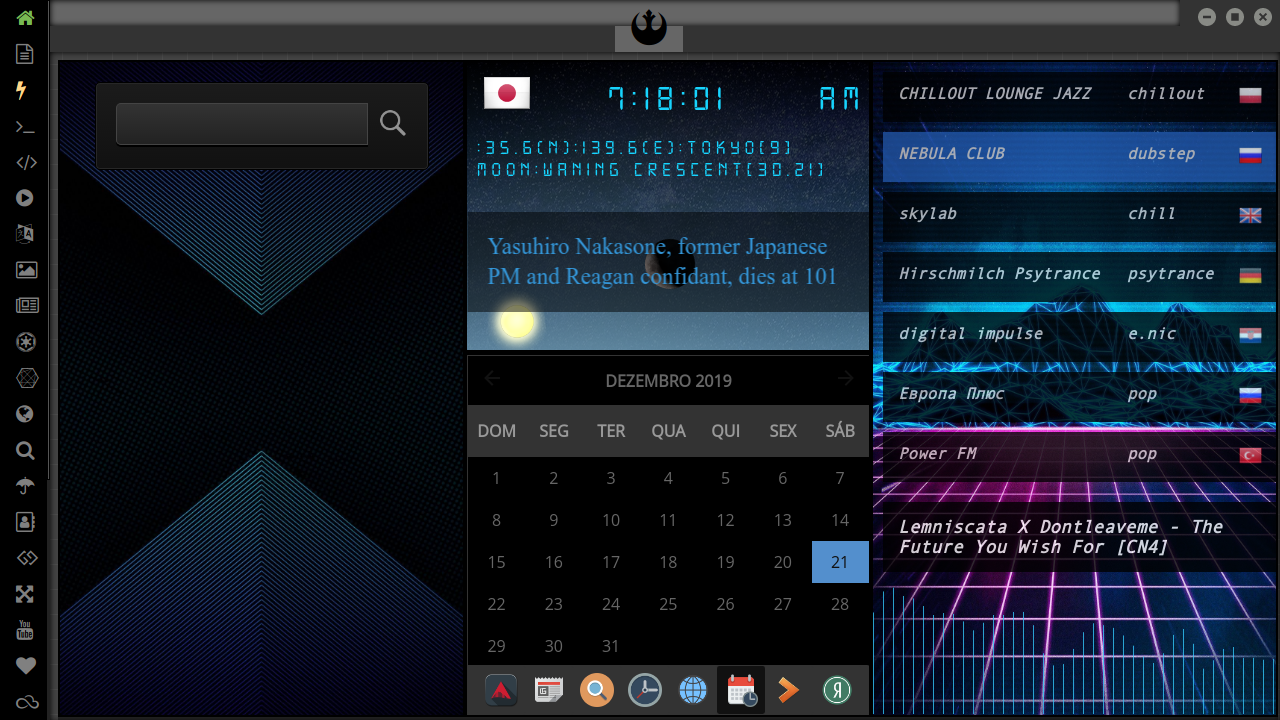 7:18:01 AM
:35.6(N):139.6(E):TOKYO(9)
MOON:WANING CRESCENT(3D.21)
Yasuhiro Nakasone, former Japanese
PM and Reagan confidant, dies at 101
DEZEMBRO 2019
DOM SEG TER QUA QUI SEX SÁB
1 2 3 4 5 6 7
8 9 10 11 12 13 14
15 16 17 18 19 20 21
22 23 24 25 26 27 28
29 30 31
CHILLOUT LOUNGE JAZZ chillout
NEBULA CLUB dubstep
skylab chill
Hirschmilch Psytrance psytrance
digital impulse e.nic
Европа Плюс pop
Power FM pop
Lemniscata X Dontleaveme - The
Future You Wish For [CN4]
You
Tube
Я